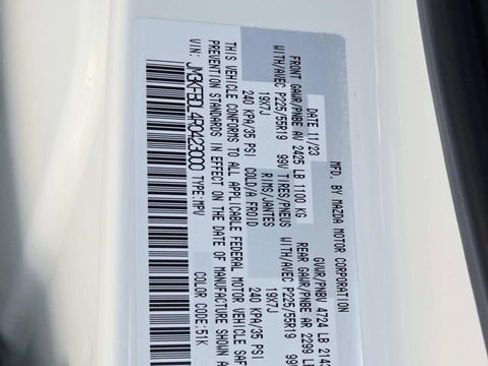 MFD. BY MAZDA MOTOR CORPORATION
DATE 11/23 GVWR/PNBV 4724 LB 214
FRONT GAWR/PNBE AV 2425 LB 1100 KG REAR GAWR/PNBE AR 2299 L
WITH/AVEC P225/55R19 99V TIRES/PNEUS WITH/AVEC P225/55R19 99
19X7J RIMS/JANTES 19X7J
240 KPA/35 PSI COLD/A FROID 240 KPA/35 PSI
THIS VEHICLE CONFORMS TO ALL APPLICABLE FEDERAL MOTOR VEHICLE SAF
PREVENTION STANDARDS IN EFFECT ON THE DATE OF MANUFACTURE SHOWN
VIN: TYPE:MPV
COLOR CODE:51K